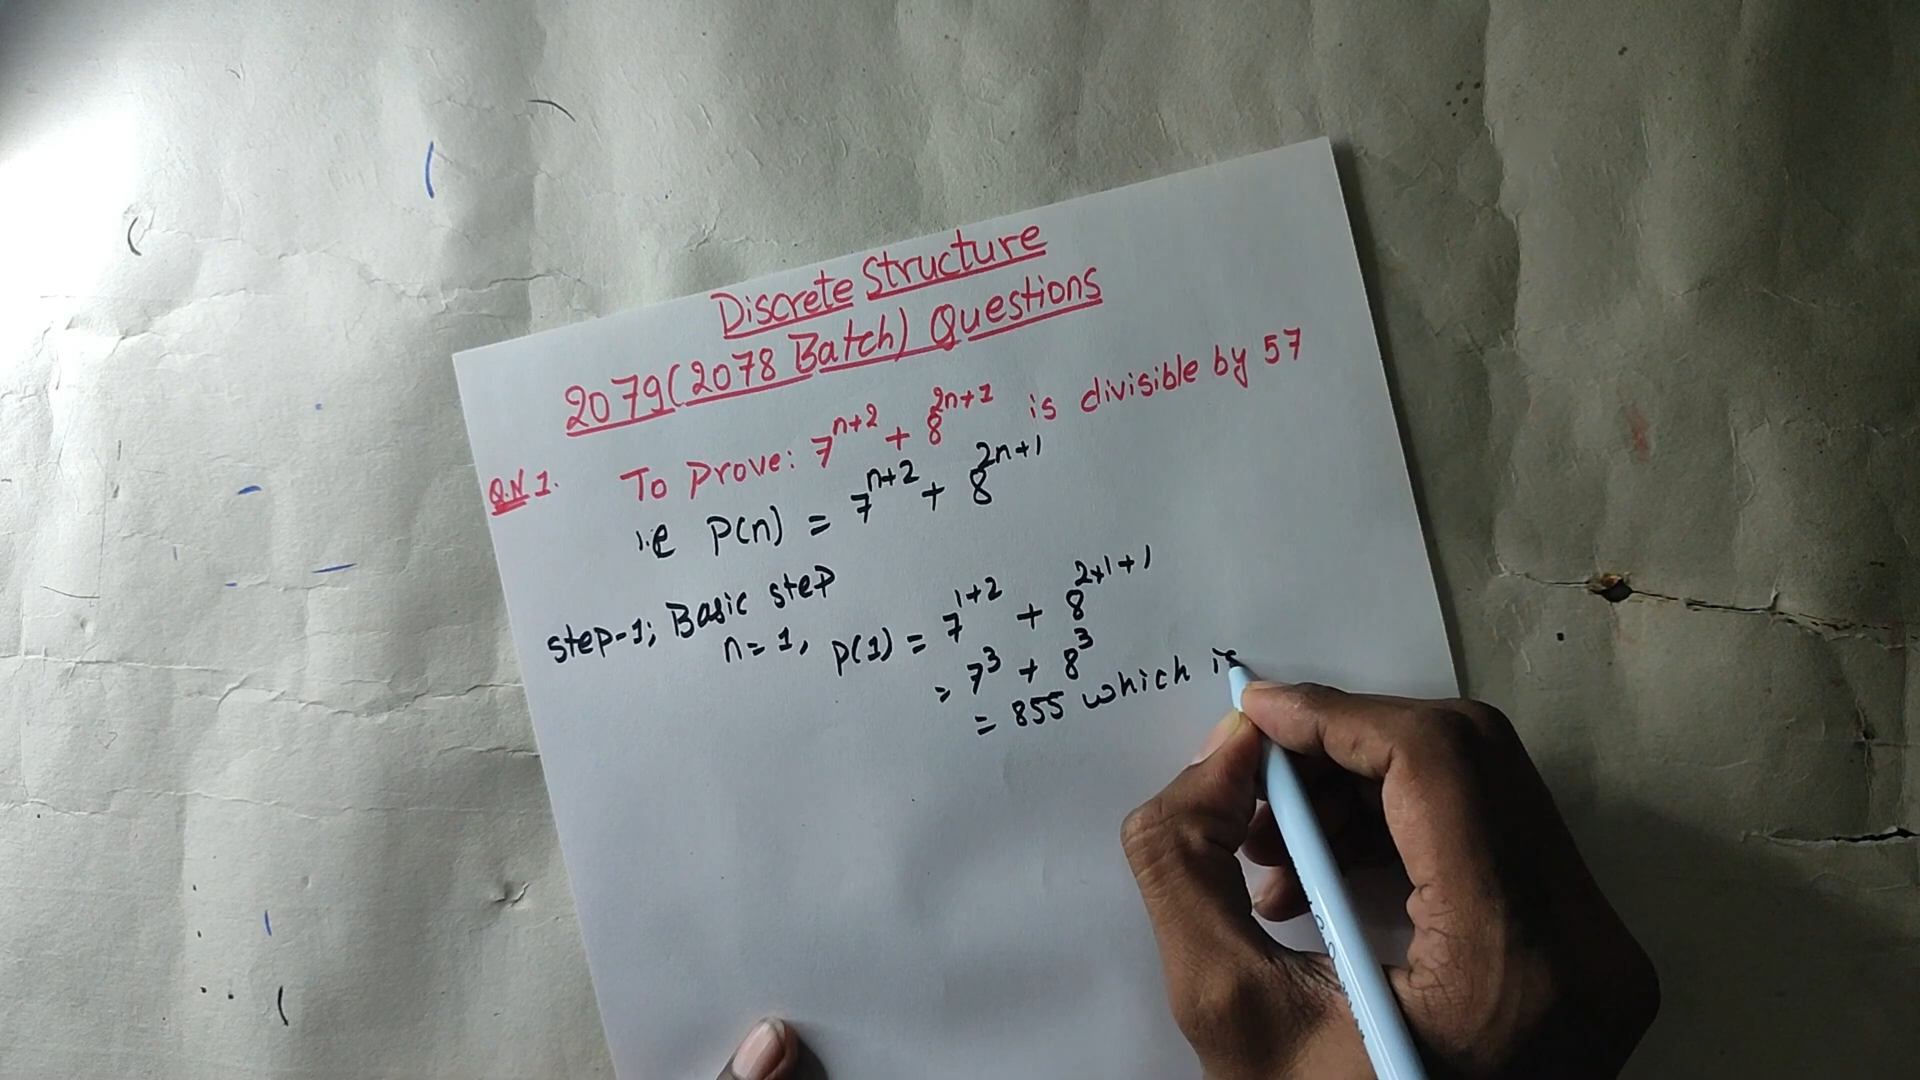 Discrete Structure
2079(2078 Batch) Questions
Q.N 1. To prove: 7^{n+2} + 8^{2n+1} is divisible by 57
i.e P(n) = 7^{n+2} + 8^{2n+1}
step-1; Basic step
n=1, p(1) = 7^{1+2} + 8^{2×1+1}
= 7^3 + 8^3
= 855 which is